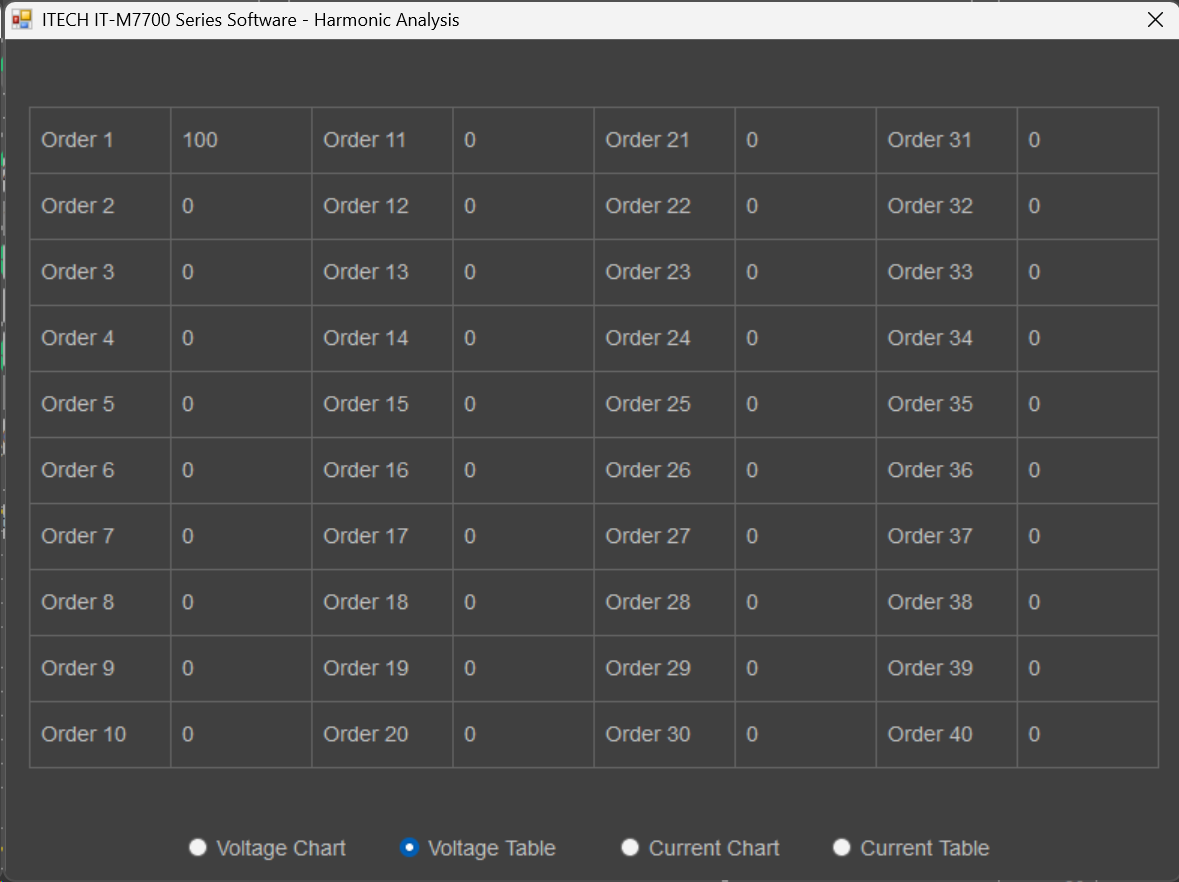 ITECH IT-M7700 Series Software - Harmonic Analysis
Order 1 100 Order 11 0 Order 21 0 Order 31 0
Order 2 0 Order 12 0 Order 22 0 Order 32 0
Order 3 0 Order 13 0 Order 23 0 Order 33 0
Order 4 0 Order 14 0 Order 24 0 Order 34 0
Order 5 0 Order 15 0 Order 25 0 Order 35 0
Order 6 0 Order 16 0 Order 26 0 Order 36 0
Order 7 0 Order 17 0 Order 27 0 Order 37 0
Order 8 0 Order 18 0 Order 28 0 Order 38 0
Order 9 0 Order 19 0 Order 29 0 Order 39 0
Order 10 0 Order 20 0 Order 30 0 Order 40 0
Voltage Chart Voltage Table Current Chart Current Table